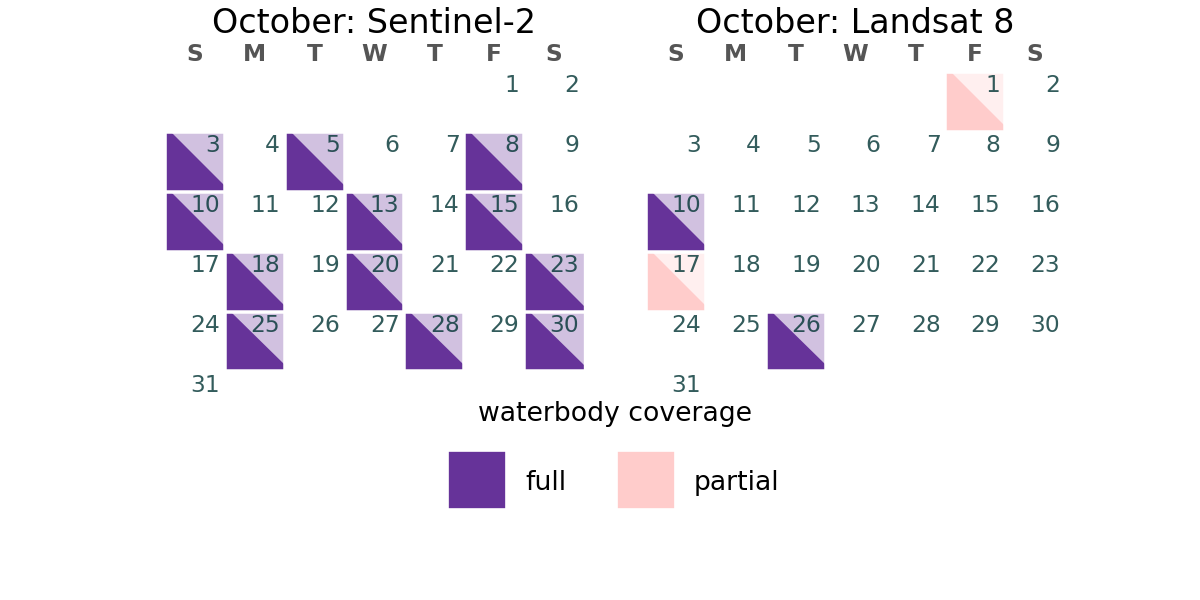 October: Sentinel-2
S M T W T F S
1 2
3 4 5 6 7 8 9
10 11 12 13 14 15 16
17 18 19 20 21 22 23
24 25 26 27 28 29 30
31
October: Landsat 8
S M T W T F S
1 2
3 4 5 6 7 8 9
10 11 12 13 14 15 16
17 18 19 20 21 22 23
24 25 26 27 28 29 30
31
waterbody coverage
full partial